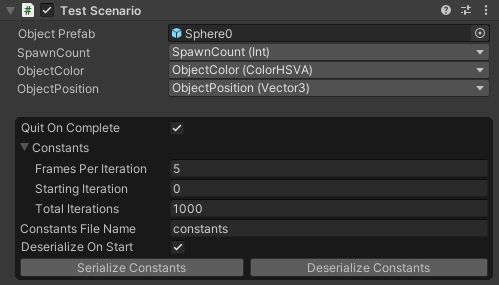 Test Scenario
Object Prefab Sphere0
SpawnCount SpawnCount (Int)
ObjectColor ObjectColor (ColorHSVA)
ObjectPosition ObjectPosition (Vector3)
Quit On Complete
Constants
Frames Per Iteration 5
Starting Iteration 0
Total Iterations 1000
Constants File Name constants
Deserialize On Start
Serialize Constants Deserialize Constants